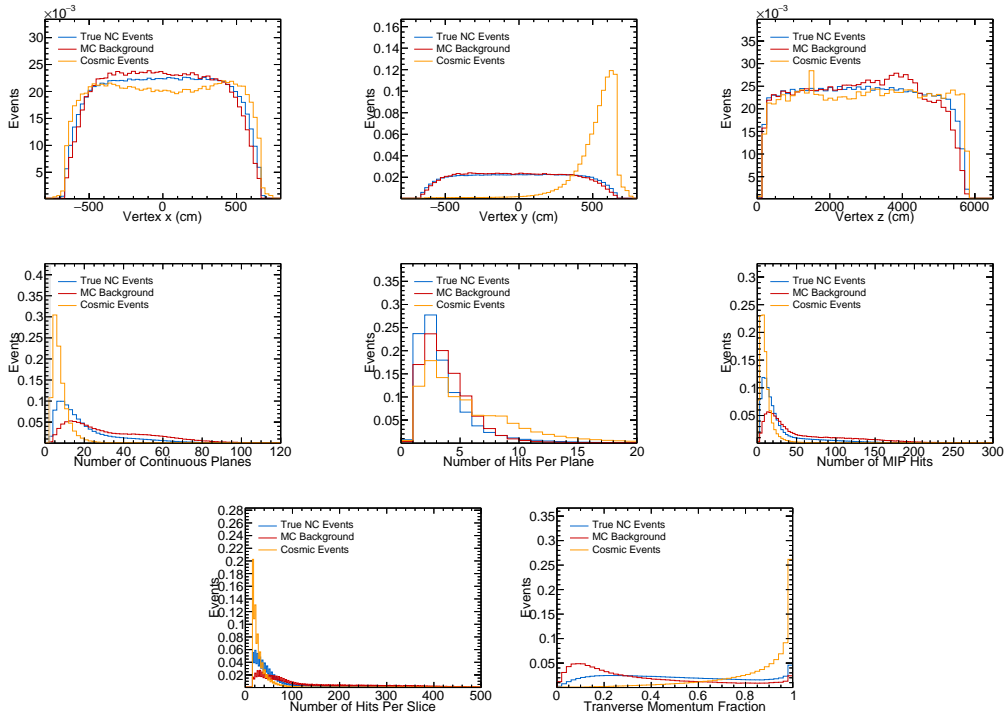 ×10⁻³
30
25
20
15
10
5
Events
True NC Events
MC Background
Cosmic Events
−500 0 500
Vertex x (cm)
0.16
0.14
0.12
0.1
0.08
0.06
0.04
0.02
Events
True NC Events
MC Background
Cosmic Events
−500 0 500
Vertex y (cm)
×10⁻³
35
30
25
20
15
10
5
Events
True NC Events
MC Background
Cosmic Events
0 2000 4000 6000
Vertex z (cm)
0.4
0.35
0.3
0.25
0.2
0.15
0.1
0.05
Events
True NC Events
MC Background
Cosmic Events
0 20 40 60 80 100 120
Number of Continuous Planes
0.35
0.3
0.25
0.2
0.15
0.1
0.05
0
Events
True NC Events
MC Background
Cosmic Events
0 5 10 15 20
Number of Hits Per Plane
0.3
0.25
0.2
0.15
0.1
0.05
Events
True NC Events
MC Background
Cosmic Events
0 50 100 150 200 250 300
Number of MIP Hits
0.28
0.26
0.24
0.22
0.2
0.18
0.16
0.14
0.12
0.1
0.08
0.06
0.04
0.02
Events
True NC Events
MC Background
Cosmic Events
0 100 200 300 400 500
Number of Hits Per Slice
0.35
0.3
0.25
0.2
0.15
0.1
0.05
Events
True NC Events
MC Background
Cosmic Events
0 0.2 0.4 0.6 0.8 1
Tranverse Momentum Fraction